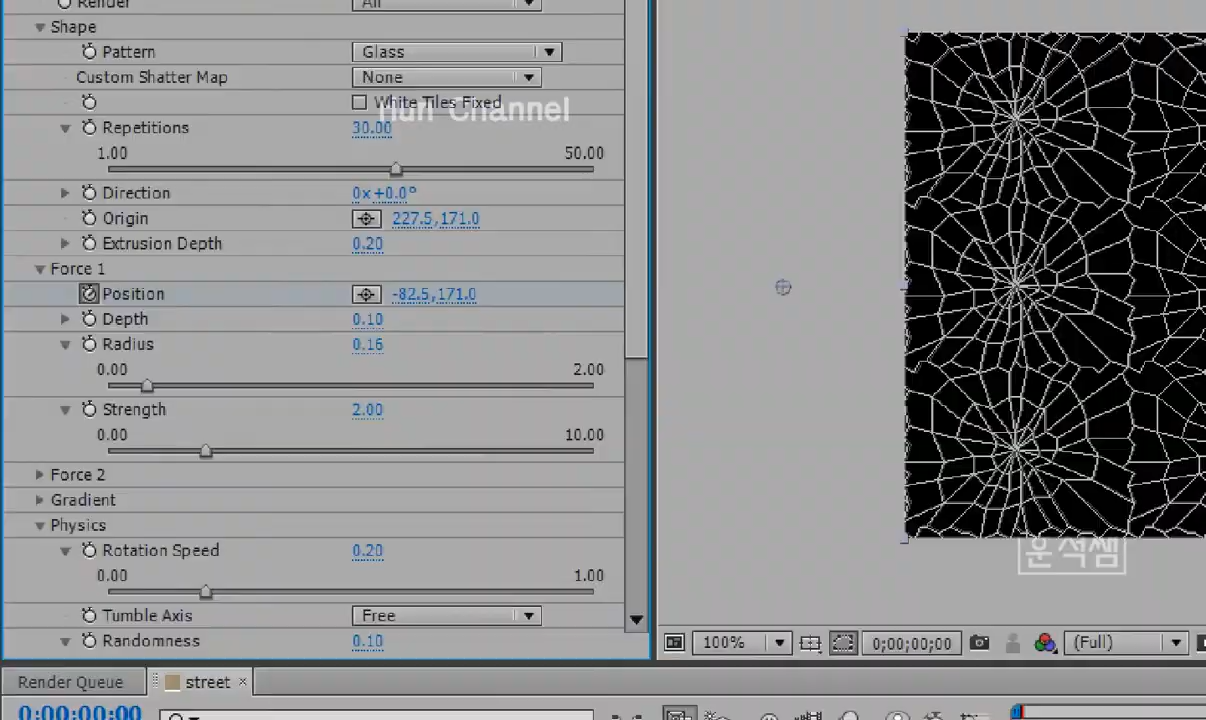 Render All
Shape
Pattern Glass
Custom Shatter Map None
White Tiles Fixed
Hun Channel
Repetitions 30.00
1.00 50.00
Direction 0x+0.0°
Origin 227.5,171.0
Extrusion Depth 0.20
Force 1
Position -82.5,171.0
Depth 0.10
Radius 0.16
0.00 2.00
Strength 2.00
0.00 10.00
Force 2
Gradient
Physics
Rotation Speed 0.20
0.00 1.00
Tumble Axis Free
Randomness 0.10
운석쌤
100% 0;00;00;00 (Full)
Render Queue street ×
0:00:00:00